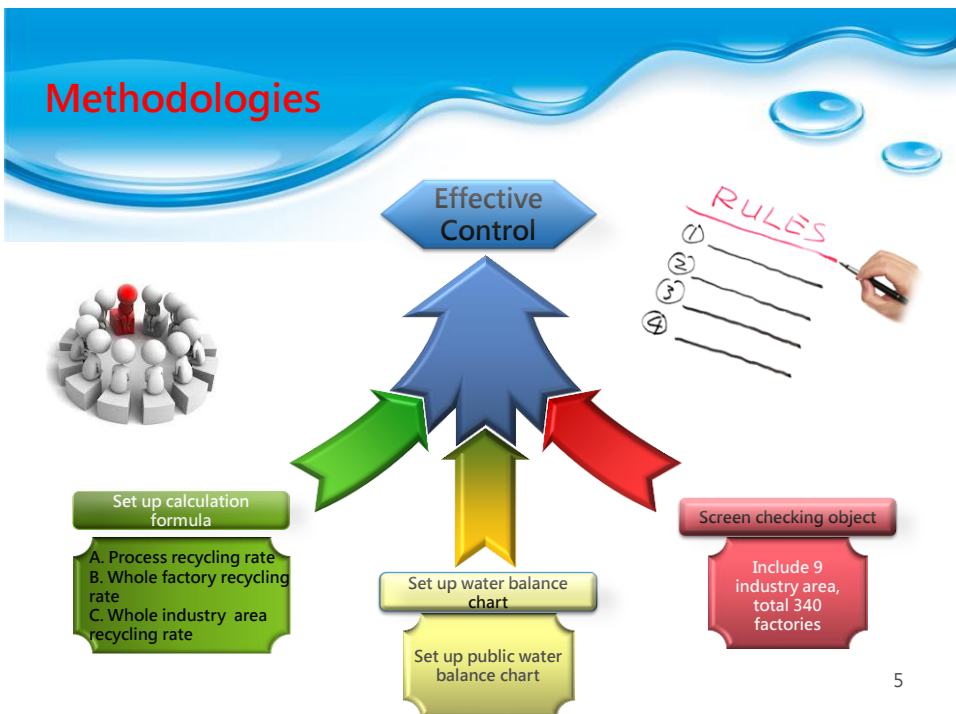 Methodologies
Effective
Control
RULES
1
2
3
4
Set up calculation
formula
A. Process recycling rate
B. Whole factory recycling
rate
C. Whole industry area
recycling rate
Set up water balance
chart
Set up public water
balance chart
Screen checking object
Include 9
industry area,
total 340
factories
5